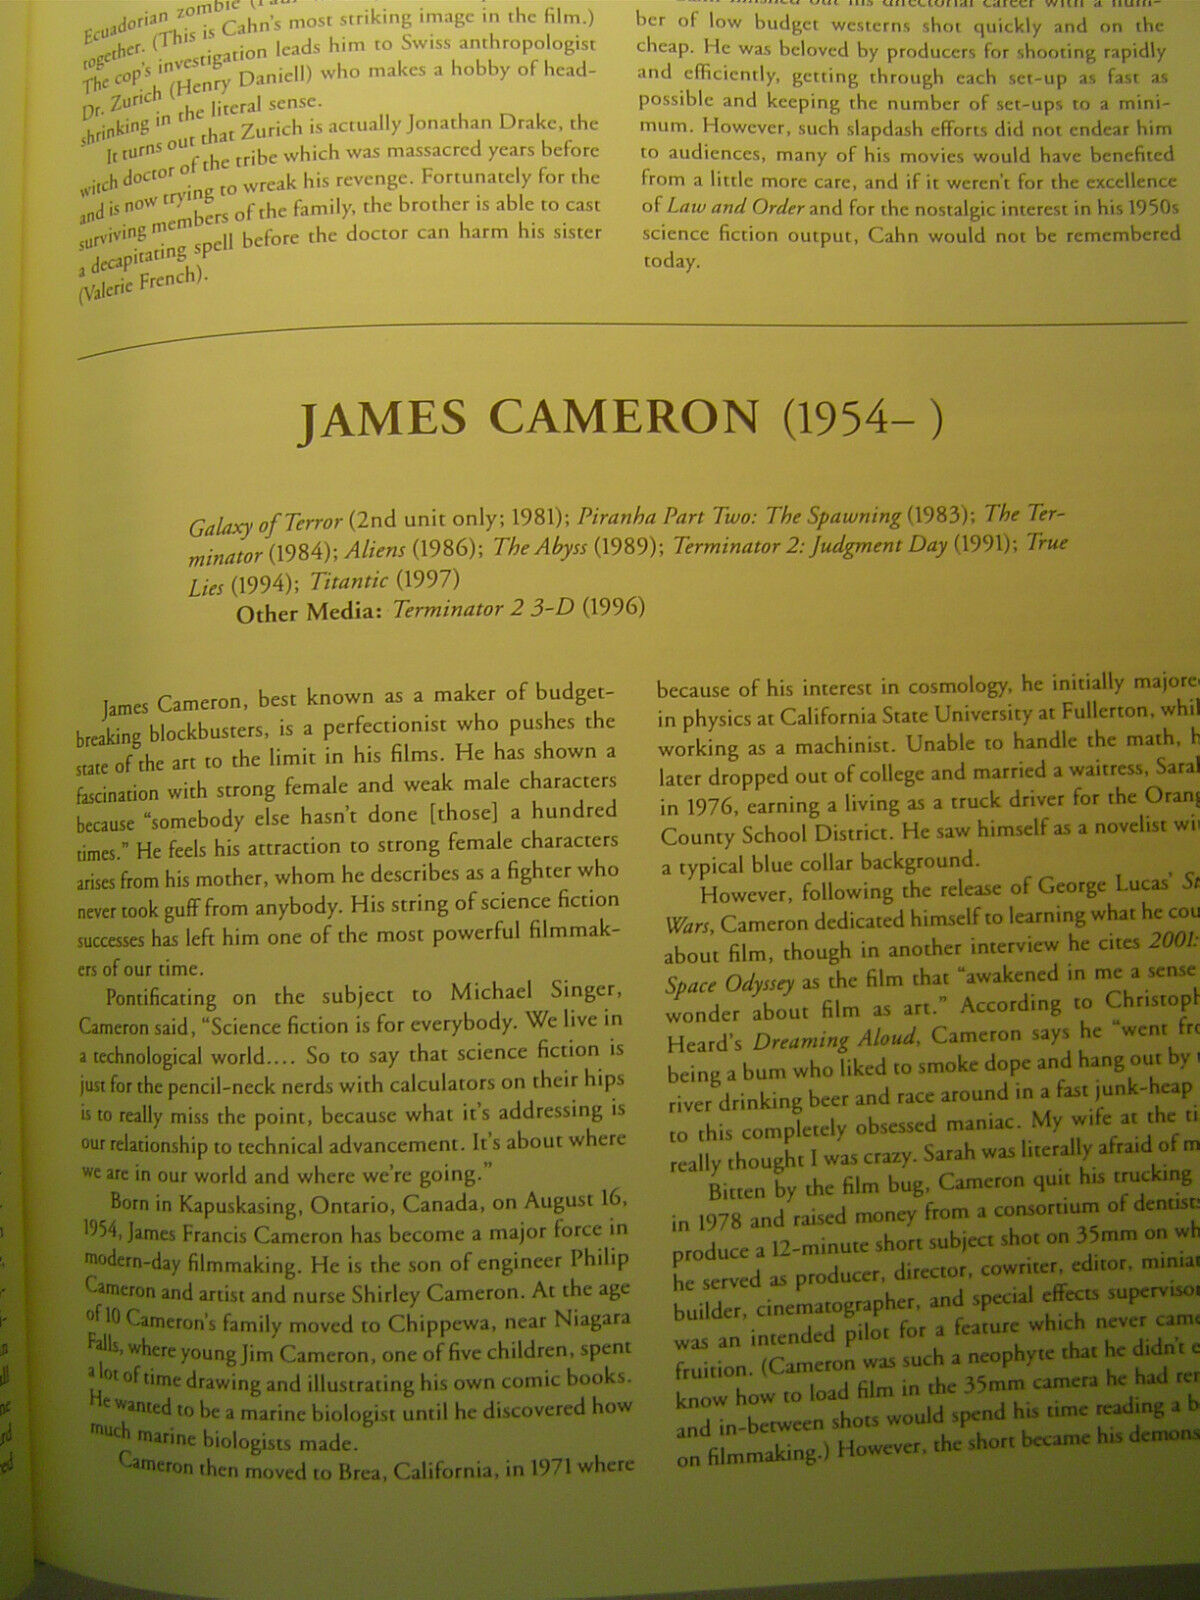 Ecuadorian zombie
together. (This is Cahn's most striking image in the film.)
The cop's investigation leads him to Swiss anthropologist
Dr. Zurich (Henry Daniell) who makes a hobby of head-
shrinking in the literal sense.
It turns out that Zurich is actually Jonathan Drake, the
witch doctor of the tribe which was massacred years before
and is now trying to wreak his revenge. Fortunately for the
surviving members of the family, the brother is able to cast
a decapitating spell before the doctor can harm his sister
(Valerie French).
finished out his directorial career with a num-
ber of low budget westerns shot quickly and on the
cheap. He was beloved by producers for shooting rapidly
and efficiently, getting through each set-up as fast as
possible and keeping the number of set-ups to a mini-
mum. However, such slapdash efforts did not endear him
to audiences, many of his movies would have benefited
from a little more care, and if it weren't for the excellence
of Law and Order and for the nostalgic interest in his 1950s
science fiction output, Cahn would not be remembered
today.
JAMES CAMERON (1954– )
Galaxy of Terror (2nd unit only; 1981); Piranha Part Two: The Spawning (1983); The Ter-
minator (1984); Aliens (1986); The Abyss (1989); Terminator 2: Judgment Day (1991); True
Lies (1994); Titantic (1997)
Other Media: Terminator 2 3-D (1996)
James Cameron, best known as a maker of budget-
breaking blockbusters, is a perfectionist who pushes the
state of the art to the limit in his films. He has shown a
fascination with strong female and weak male characters
because "somebody else hasn't done [those] a hundred
times." He feels his attraction to strong female characters
arises from his mother, whom he describes as a fighter who
never took guff from anybody. His string of science fiction
successes has left him one of the most powerful filmmak-
ers of our time.
Pontificating on the subject to Michael Singer,
Cameron said, "Science fiction is for everybody. We live in
a technological world.... So to say that science fiction is
just for the pencil-neck nerds with calculators on their hips
is to really miss the point, because what it's addressing is
our relationship to technical advancement. It's about where
we are in our world and where we're going."
Born in Kapuskasing, Ontario, Canada, on August 16,
1954, James Francis Cameron has become a major force in
modern-day filmmaking. He is the son of engineer Philip
Cameron and artist and nurse Shirley Cameron. At the age
of 10 Cameron's family moved to Chippewa, near Niagara
Falls, where young Jim Cameron, one of five children, spent
a lot of time drawing and illustrating his own comic books.
He wanted to be a marine biologist until he discovered how
much marine biologists made.
Cameron then moved to Brea, California, in 1971 where
because of his interest in cosmology, he initially majore
in physics at California State University at Fullerton, whil
working as a machinist. Unable to handle the math, h
later dropped out of college and married a waitress, Sara
in 1976, earning a living as a truck driver for the Orang
County School District. He saw himself as a novelist wi
a typical blue collar background.
However, following the release of George Lucas' St
Wars, Cameron dedicated himself to learning what he cou
about film, though in another interview he cites 2001:
Space Odyssey as the film that "awakened in me a sense
wonder about film as art." According to Christoph
Heard's Dreaming Aloud, Cameron says he "went fro
being a bum who liked to smoke dope and hang out by
river drinking beer and race around in a fast junk-heap
to this completely obsessed maniac. My wife at the ti
really thought I was crazy. Sarah was literally afraid of m
Bitten by the film bug, Cameron quit his trucking
in 1978 and raised money from a consortium of dentists
produce a 12-minute short subject shot on 35mm on wh
he served as producer, director, cowriter, editor, miniat
builder, cinematographer, and special effects supervisor
was an intended pilot for a feature which never came
fruition. (Cameron was such a neophyte that he didn't e
know how to load film in the 35mm camera he had ren
and in-between shots would spend his time reading a b
on filmmaking.) However, the short became his demons